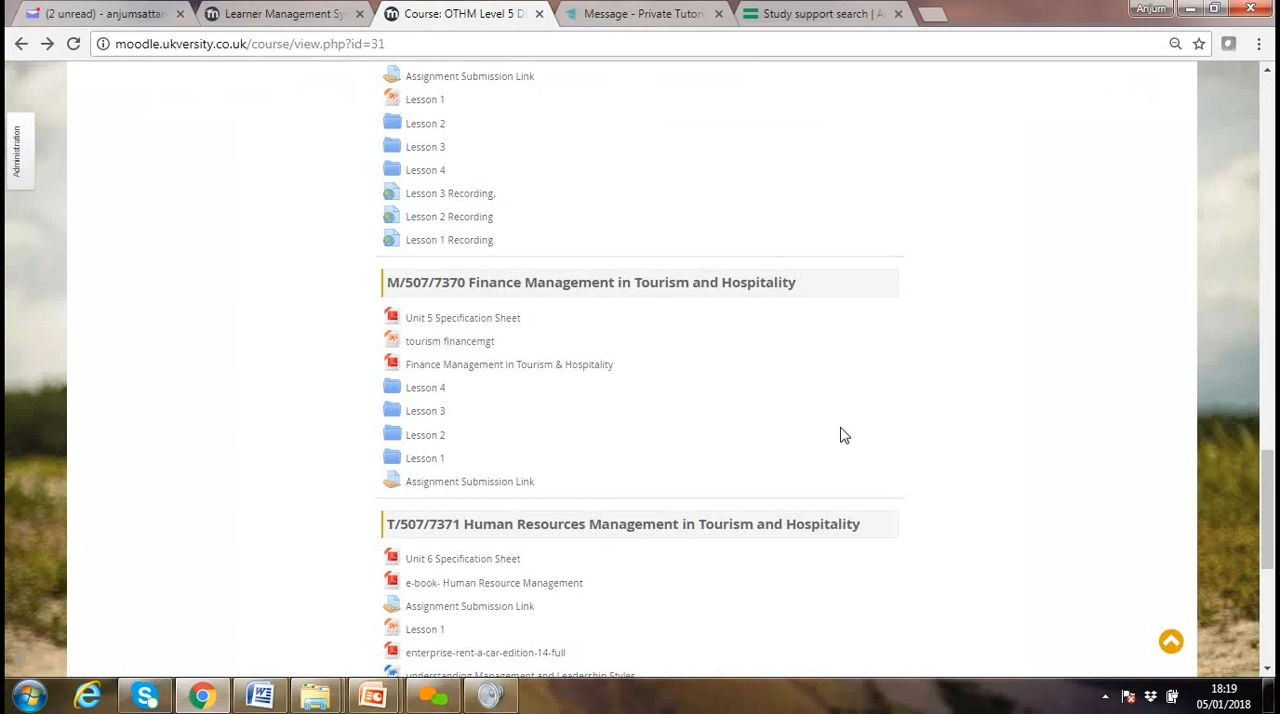 (2 unread) - anjumsattar
Learner Management Sy
Course: OTHM Level 5 D
Message - Private Tutor
Study support search | A
Anjum
moodle.ukversity.co.uk/course/view.php?id=31
Administration
Assignment Submission Link
Lesson 1
Lesson 2
Lesson 3
Lesson 4
Lesson 3 Recording,
Lesson 2 Recording
Lesson 1 Recording
M/507/7370 Finance Management in Tourism and Hospitality
Unit 5 Specification Sheet
tourism financemgt
Finance Management in Tourism & Hospitality
Lesson 4
Lesson 3
Lesson 2
Lesson 1
Assignment Submission Link
T/507/7371 Human Resources Management in Tourism and Hospitality
Unit 6 Specification Sheet
e-book- Human Resource Management
Assignment Submission Link
Lesson 1
enterprise-rent-a-car-edition-14-full
understanding Management and Leadership Styles
18:19
05/01/2018